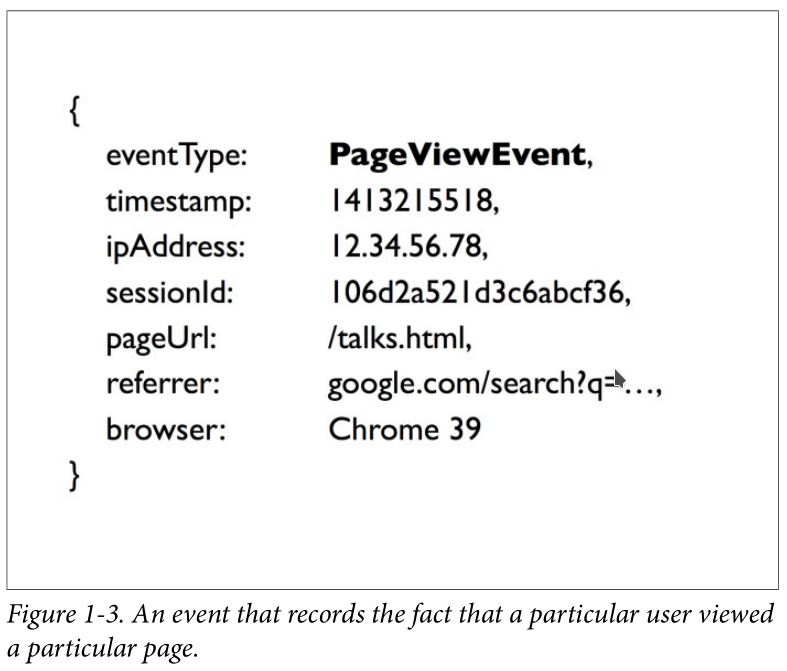 {
eventType: PageViewEvent,
timestamp: 1413215518,
ipAddress: 12.34.56.78,
sessionId: 106d2a521d3c6abcf36,
pageUrl: /talks.html,
referrer: google.com/search?q=…,
browser: Chrome 39
}
Figure 1-3. An event that records the fact that a particular user viewed
a particular page.